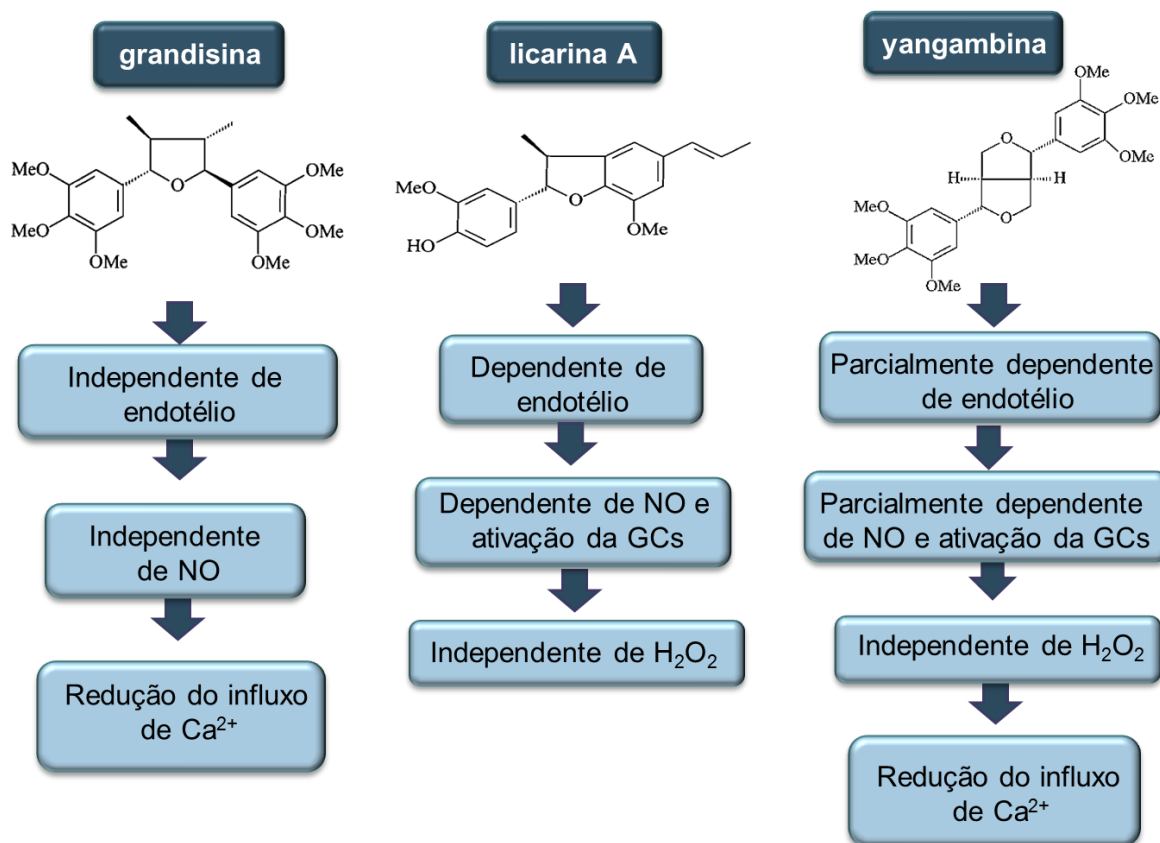 grandisina
MeO
MeO
OMe
O
OMe
OMe
OMe
Independente de
endotélio
Independente
de NO
Redução do influxo
de Ca²⁺
licarina A
MeO
HO
O
OMe
Dependente de
endotélio
Dependente de NO e
ativação da GCs
Independente de H₂O₂
yangambina
OMe
OMe
OMe
O
H
H
O
MeO
MeO
OMe
Parcialmente dependente
de endotélio
Parcialmente dependente
de NO e ativação da GCs
Independente de H₂O₂
Redução do influxo
de Ca²⁺